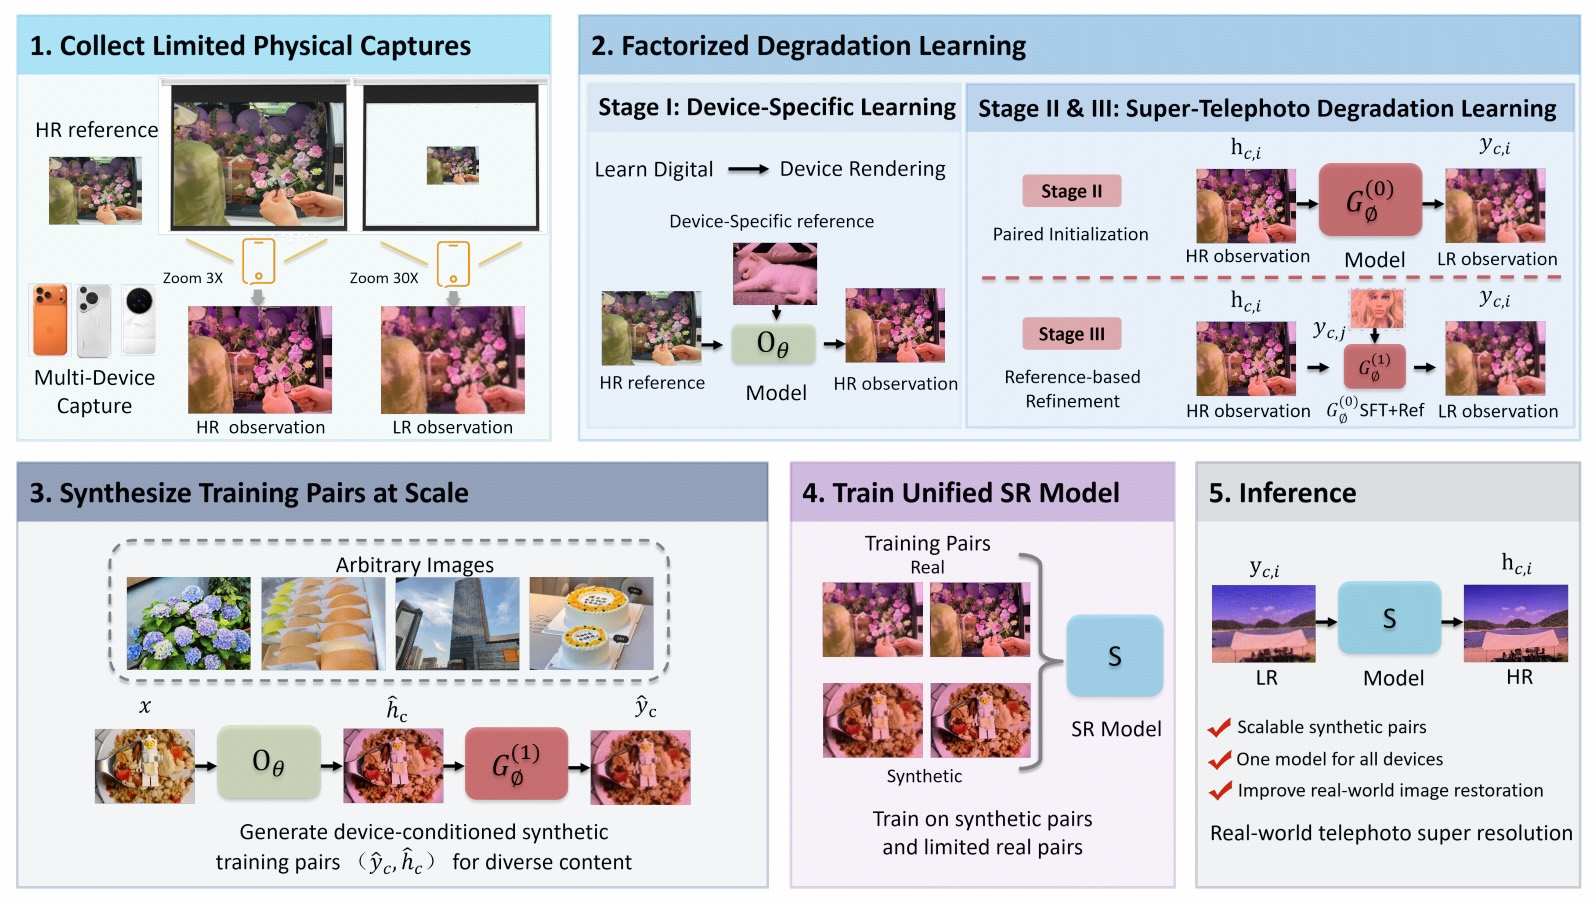 1. Collect Limited Physical Captures
HR reference
Zoom 3X
Zoom 30X
Multi-Device
Capture
HR observation
LR observation
2. Factorized Degradation Learning
Stage I: Device-Specific Learning
Learn Digital
Device Rendering
Device-Specific reference
O_θ
HR reference
Model
HR observation
Stage II & III: Super-Telephoto Degradation Learning
Stage II
Paired Initialization
h_{c,i}
G_∅^{(0)}
y_{c,i}
HR observation
Model
LR observation
Stage III
Reference-based
Refinement
h_{c,i}
y_{c,j}
G_∅^{(1)}
y_{c,i}
HR observation
G_∅^{(0)}SFT+Ref
LR observation
3. Synthesize Training Pairs at Scale
Arbitrary Images
x
O_θ
ĥ_c
G_∅^{(1)}
ŷ_c
Generate device-conditioned synthetic
training pairs （ŷ_c, ĥ_c） for diverse content
4. Train Unified SR Model
Training Pairs
Real
Synthetic
S
SR Model
Train on synthetic pairs
and limited real pairs
5. Inference
y_{c,i}
S
h_{c,i}
LR
Model
HR
Scalable synthetic pairs
One model for all devices
Improve real-world image restoration
Real-world telephoto super resolution